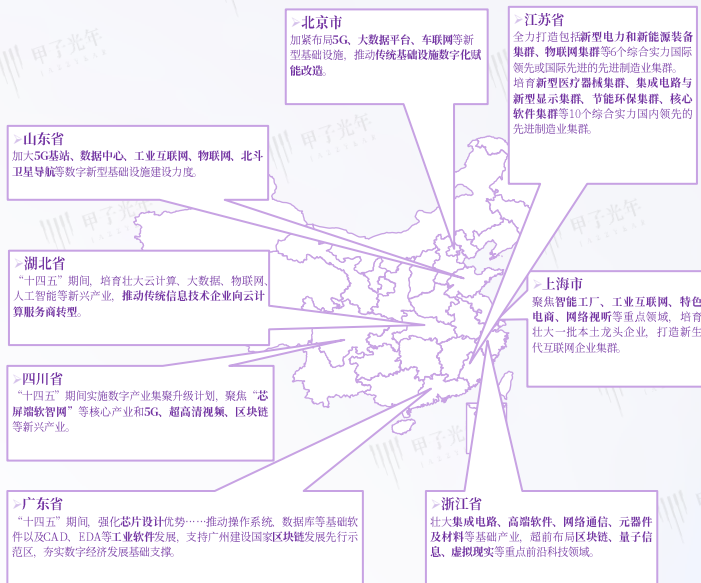 北京市
加紧布局5G、大数据平台、车联网等新
型基础设施，推动传统基础设施数字化赋
能改造。
江苏省
全力打造包括新型电力和新能源装备
集群、物联网集群等6个综合实力国际
领先或国际先进的先进制造业集群。
培育新型医疗器械集群、集成电路与
新型显示集群、节能环保集群、核心
软件集群等10个综合实力国内领先的
先进制造业集群。
山东省
加大5G基站、数据中心、工业互联网、物联网、北斗
卫星导航等数字新型基础设施建设力度。
湖北省
“十四五”期间，培育壮大云计算、大数据、物联网、
人工智能等新兴产业，推动传统信息技术企业向云计
算服务商转型。
上海市
聚焦智能工厂、工业互联网、特色
电商、网络视听等重点领域，培育
壮大一批本土龙头企业，打造新生
代互联网企业集群。
四川省
“十四五”期间实施数字产业集聚升级计划，聚焦“芯
屏端软智网”等核心产业和5G、超高清视频、区块链
等新兴产业。
广东省
“十四五”期间，强化芯片设计优势……推动操作系统，数据库等基础软
件以及CAD、EDA等工业软件发展，支持广州建设国家区块链发展先行示
范区，夯实数字经济发展基础支撑。
浙江省
壮大集成电路、高端软件、网络通信、元器件
及材料等基础产业，超前布局区块链、量子信
息、虚拟现实等重点前沿科技领域。
甲子光年
甲子光年
甲子光年
甲子光年
甲子光年